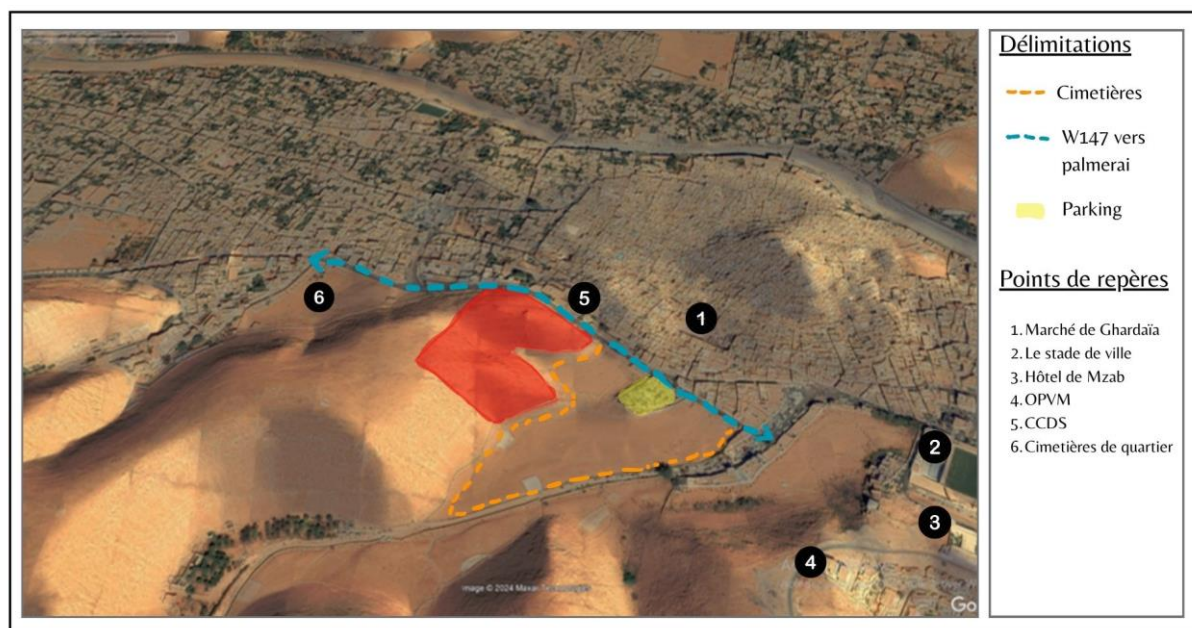 Délimitations
Cimetières
W147 vers
palmerai
Parking
Points de repères
1. Marché de Ghardaïa
2. Le stade de ville
3. Hôtel de Mzab
4. OPVM
5. CCDS
6. Cimetières de quartier
6
5
1
2
3
4
Image © 2024 Maxar Technologies
Go